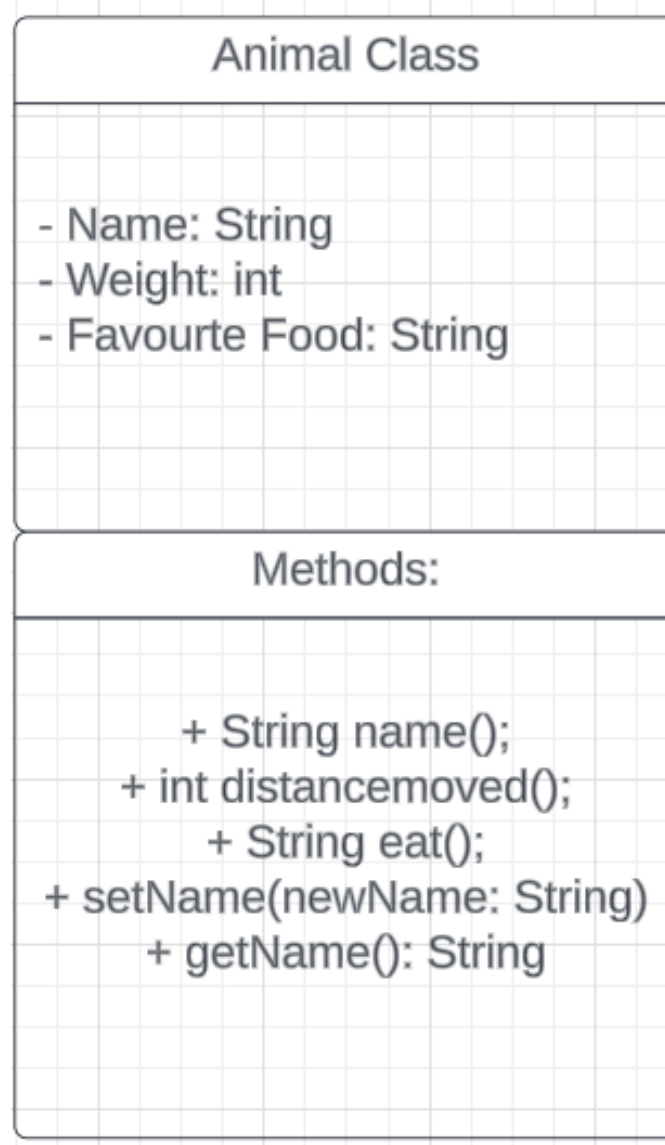 Animal Class
- Name: String
- Weight: int
- Favourte Food: String
Methods:
+ String name();
+ int distancemoved();
+ String eat();
+ setName(newName: String)
+ getName(): String